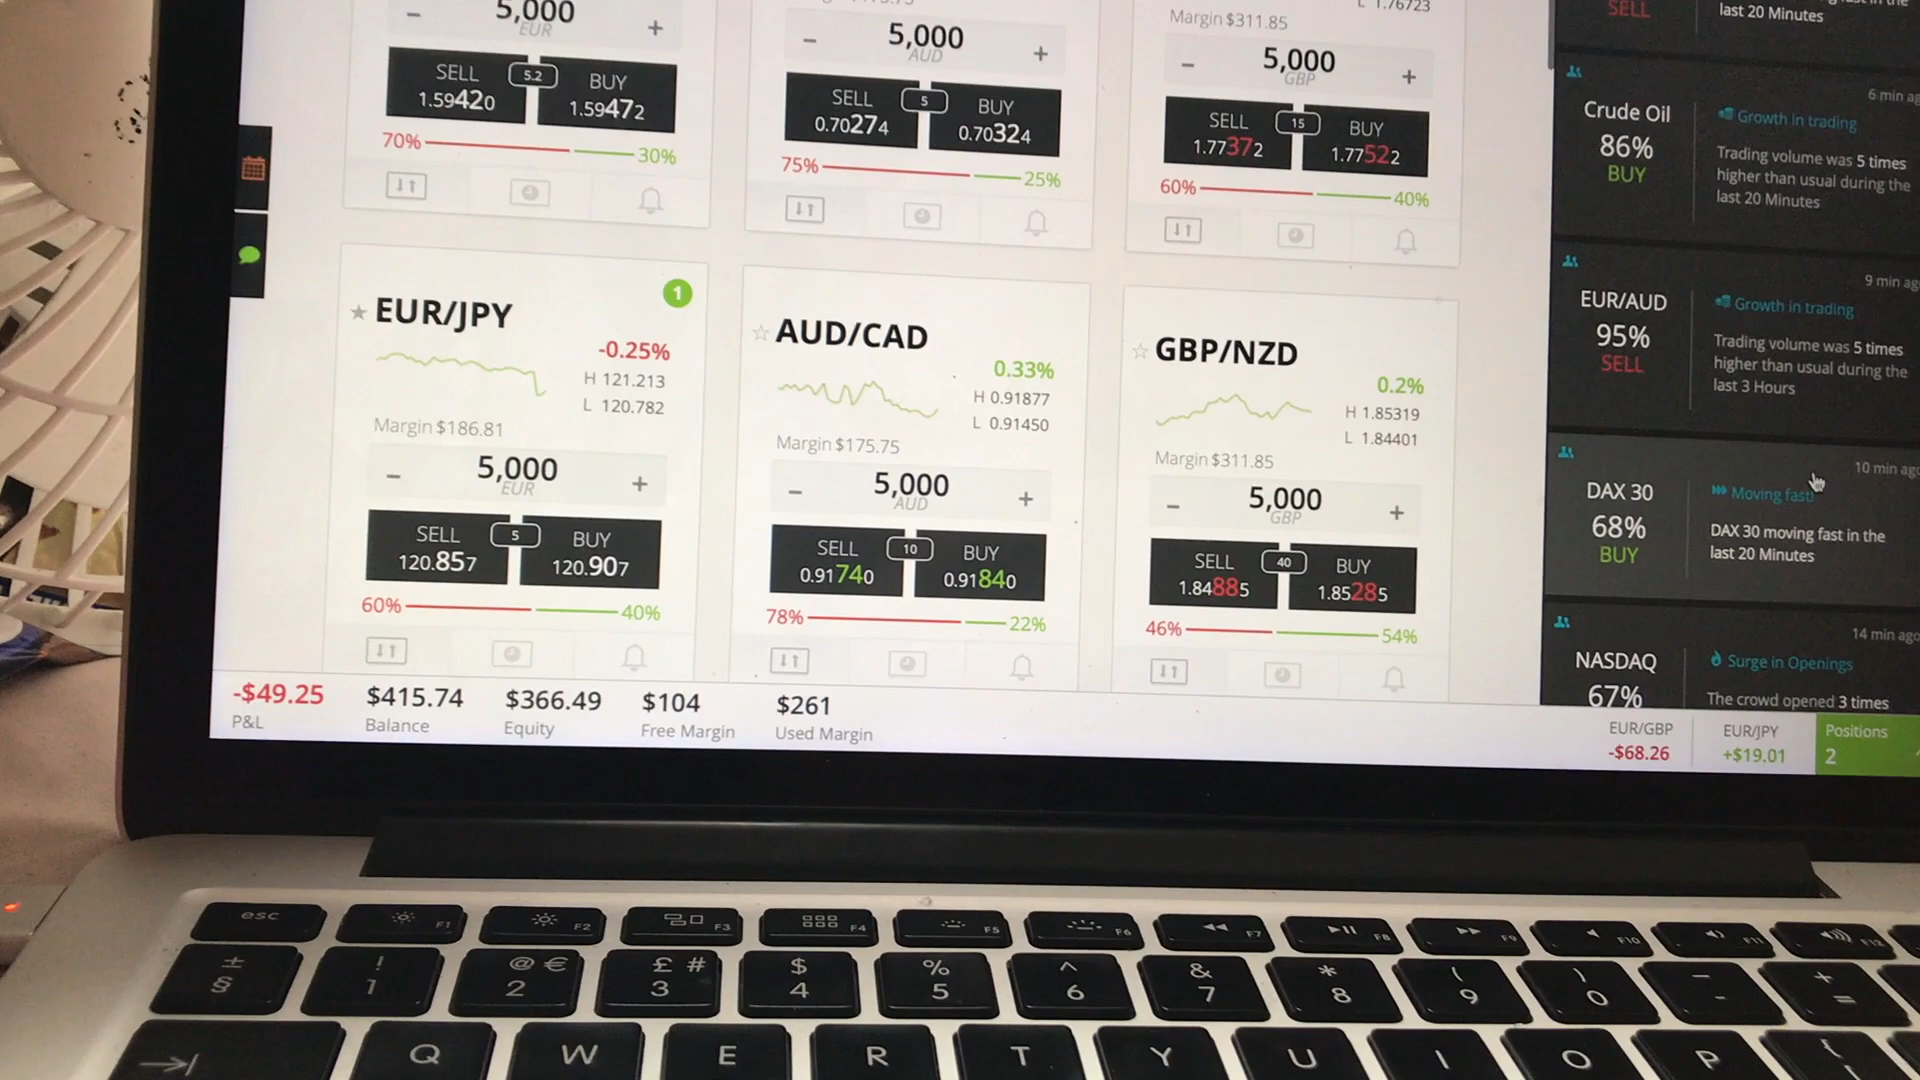 5,000
EUR
SELL 5.2 BUY
1.59420 1.59472
70% 30%
5,000
AUD
SELL 5 BUY
0.70274 0.70324
75% 25%
L 1.76723
Margin $311.85
5,000
GBP
SELL 15 BUY
1.77372 1.77522
60% 40%
EUR/JPY 1
-0.25%
H 121.213
L 120.782
Margin $186.81
5,000
EUR
SELL 5 BUY
120.857 120.907
60% 40%
AUD/CAD
0.33%
H 0.91877
L 0.91450
Margin $175.75
5,000
AUD
SELL 10 BUY
0.91740 0.91840
78% 22%
GBP/NZD
0.2%
H 1.85319
L 1.84401
Margin $311.85
5,000
GBP
SELL 40 BUY
1.84885 1.85285
46% 54%
SELL
last 20 Minutes
6 min ag
Crude Oil
86%
BUY
Growth in trading
Trading volume was 5 times
higher than usual during the
last 20 Minutes
9 min ag
EUR/AUD
95%
SELL
Growth in trading
Trading volume was 5 times
higher than usual during the
last 3 Hours
10 min ago
DAX 30
68%
BUY
Moving fast!
DAX 30 moving fast in the
last 20 Minutes
14 min ago
NASDAQ
67%
Surge in Openings
The crowd opened 3 times
-$49.25 $415.74 $366.49 $104 $261
P&L Balance Equity Free Margin Used Margin
EUR/GBP EUR/JPY Positions
-$68.26 +$19.01 2
esc F1 F2 F3 F4 F5 F6 F7 F8 F9 F10 F11 F12
± ! @ € £ # $ % ^ & * ( ) _ +
§ 1 2 3 4 5 6 7 8 9 0 - =
Q W E R T Y U I O P {